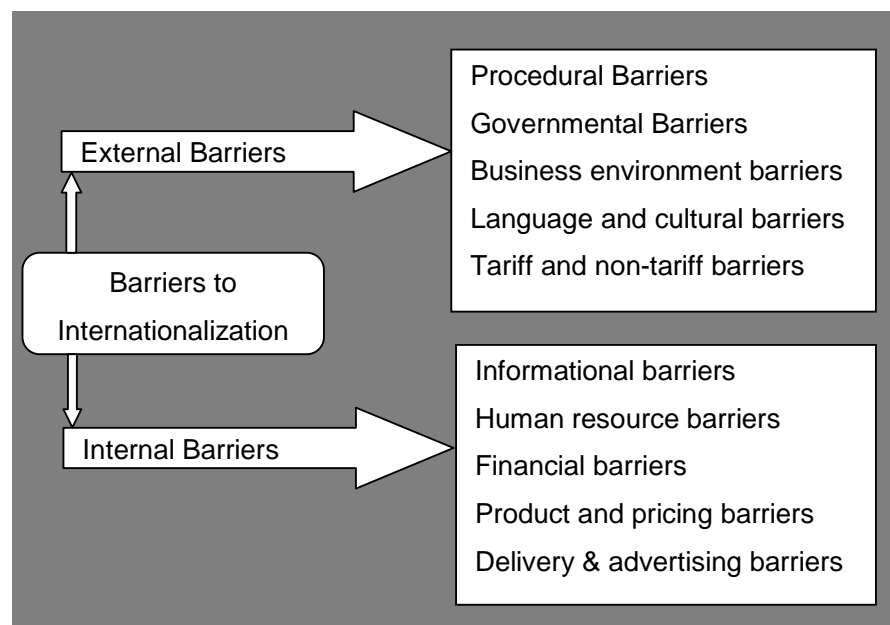 External Barriers
Procedural Barriers
Governmental Barriers
Business environment barriers
Language and cultural barriers
Tariff and non-tariff barriers
Barriers to
Internationalization
Internal Barriers
Informational barriers
Human resource barriers
Financial barriers
Product and pricing barriers
Delivery & advertising barriers